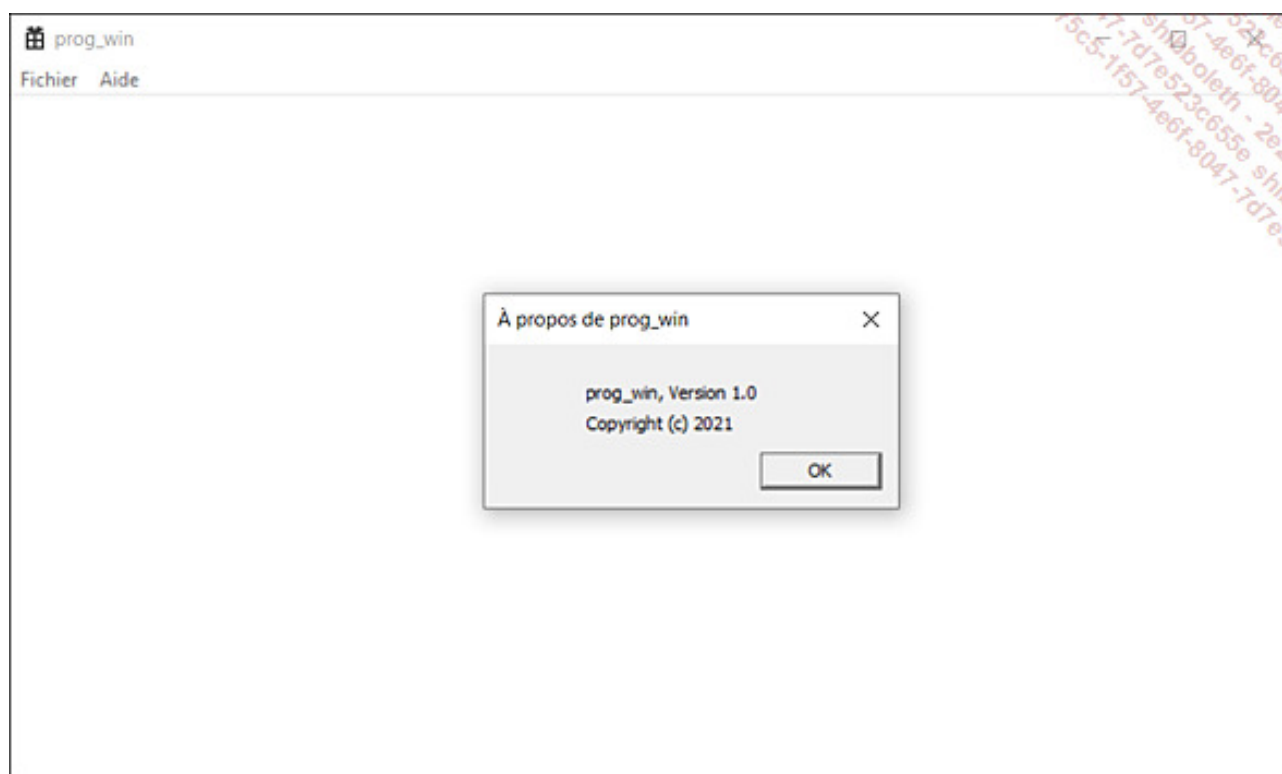 prog_win
Fichier Aide
À propos de prog_win
prog_win, Version 1.0
Copyright (c) 2021
OK